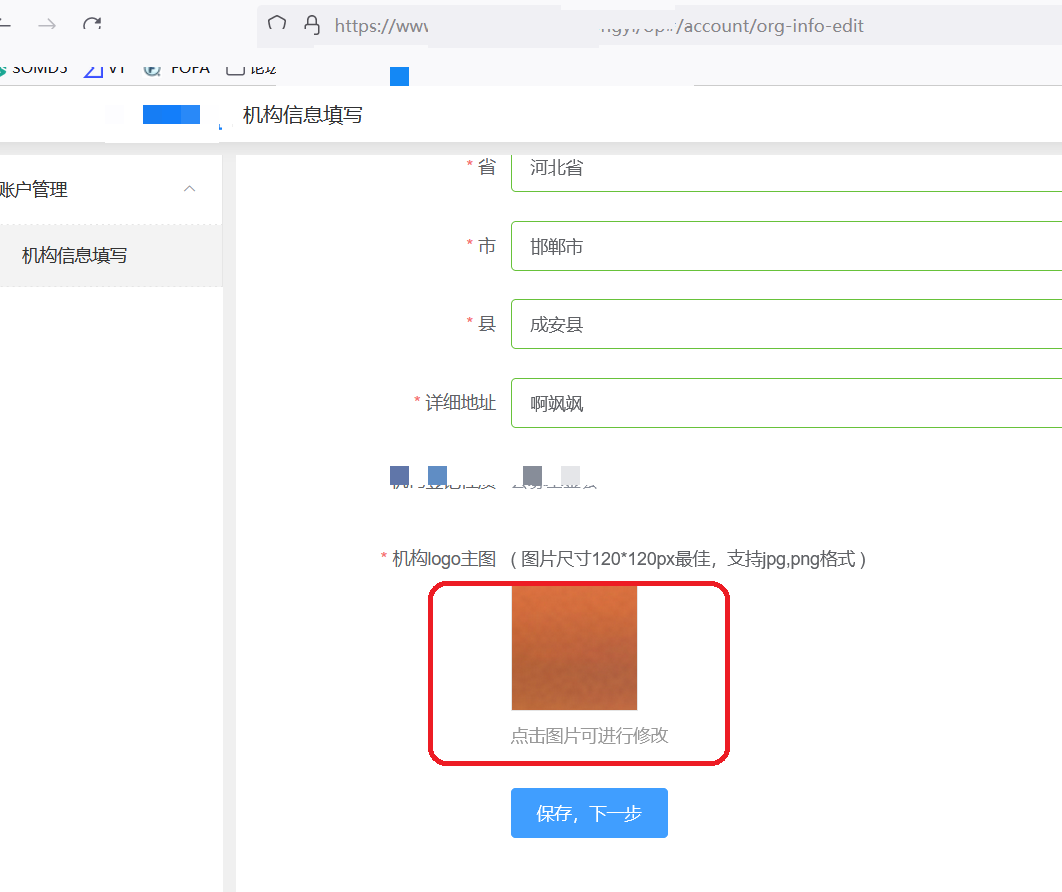 https://www
/account/org-info-edit
SOMD5 VT FOFA 论坛
机构信息填写
账户管理
* 省 河北省
机构信息填写
* 市 邯郸市
* 县 成安县
* 详细地址 啊飒飒
* 机构logo主图 ( 图片尺寸120*120px最佳，支持jpg,png格式 )
点击图片可进行修改
保存，下一步